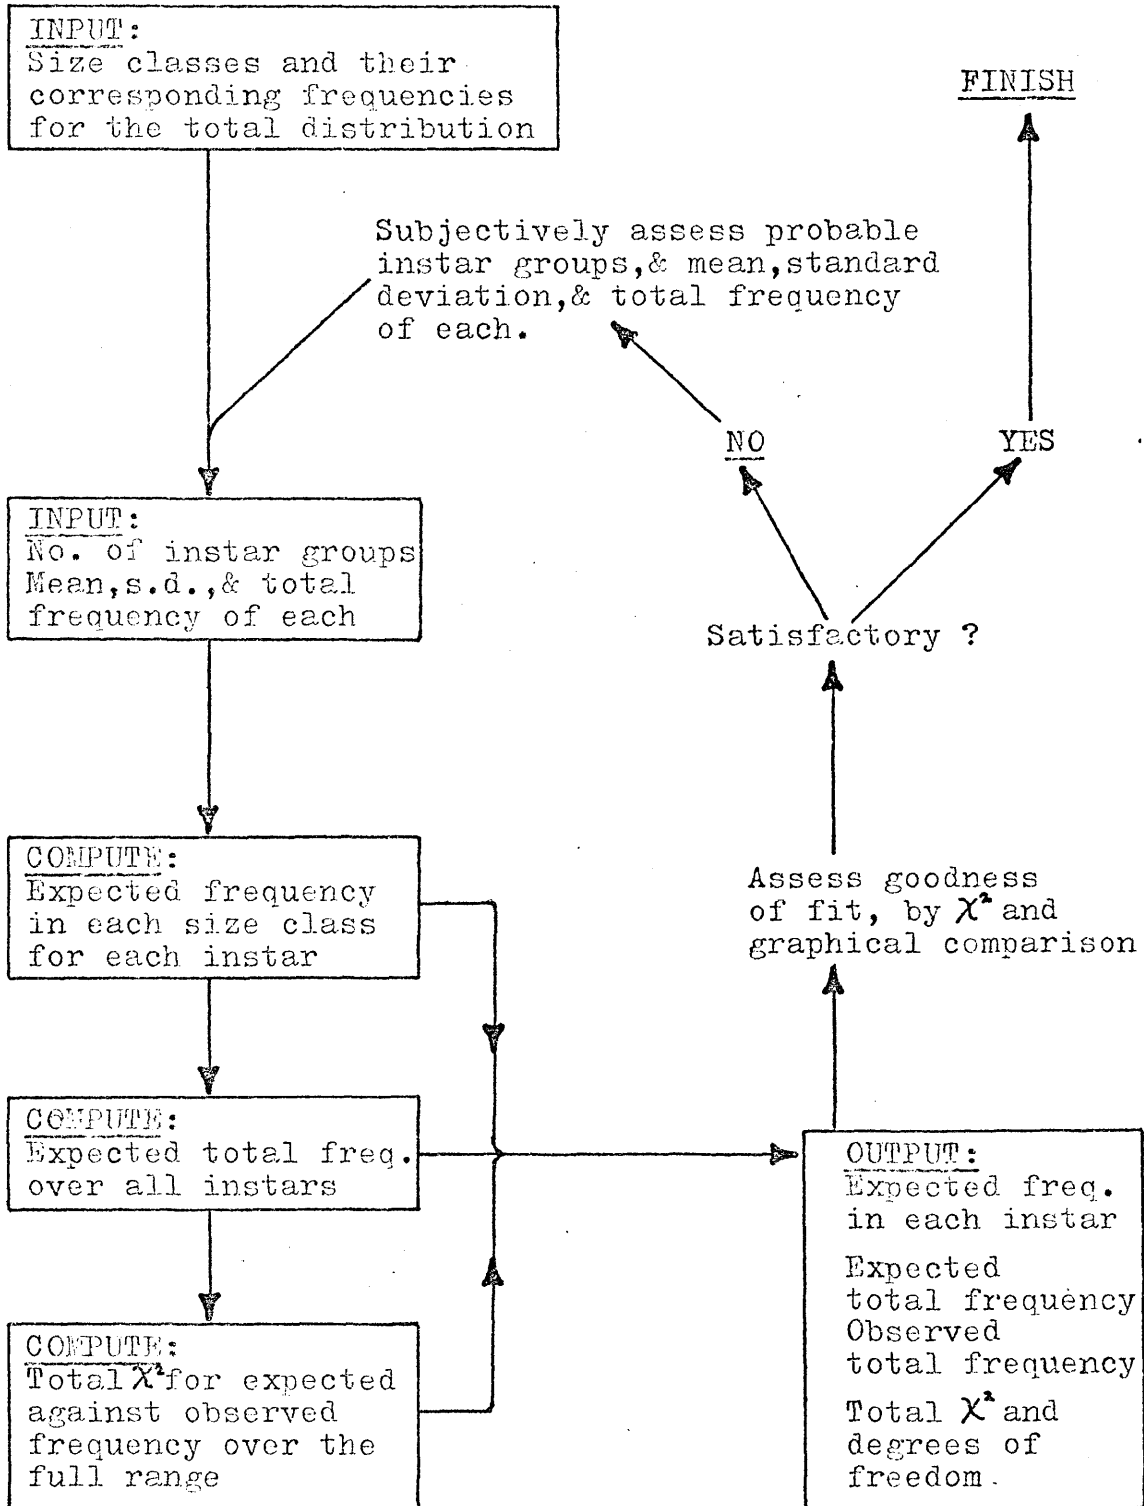 INPUT:
Size classes and their
corresponding frequencies
for the total distribution
FINISH
Subjectively assess probable
instar groups,& mean,standard
deviation,& total frequency
of each.
NO
YES
INPUT:
No. of instar groups
Mean,s.d.,& total
frequency of each
Satisfactory ?
COMPUTE:
Expected frequency
in each size class
for each instar
Assess goodness
of fit, by χ² and
graphical comparison
COMPUTE:
Expected total freq.
over all instars
OUTPUT:
Expected freq.
in each instar
Expected
total frequency
Observed
total frequency
Total χ² and
degrees of
freedom.
COMPUTE:
Total χ² for expected
against observed
frequency over the
full range